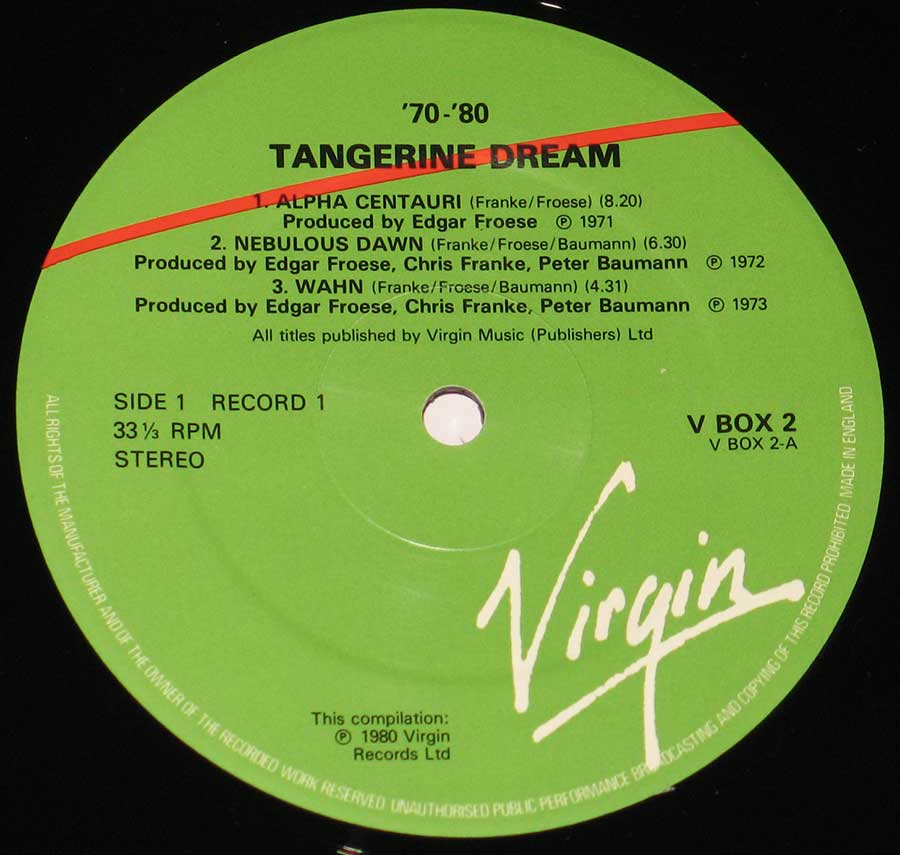 '70-'80
TANGERINE DREAM
1. ALPHA CENTAURI (Franke/Froese) (8.20)
Produced by Edgar Froese ℗ 1971
2. NEBULOUS DAWN (Franke/Froese/Baumann) (6.30)
Produced by Edgar Froese, Chris Franke, Peter Baumann ℗ 1972
3. WAHN (Franke/Froese/Baumann) (4.31)
Produced by Edgar Froese, Chris Franke, Peter Baumann ℗ 1973
All titles published by Virgin Music (Publishers) Ltd
SIDE 1 RECORD 1
33⅓ RPM
STEREO
V BOX 2
V BOX 2-A
Virgin
This compilation:
℗ 1980 Virgin
Records Ltd
ALL RIGHTS OF THE MANUFACTURER AND OF THE OWNER OF THE RECORDED WORK RESERVED UNAUTHORISED PUBLIC PERFORMANCE BROADCASTING AND COPYING OF THIS RECORD PROHIBITED MADE IN ENGLAND